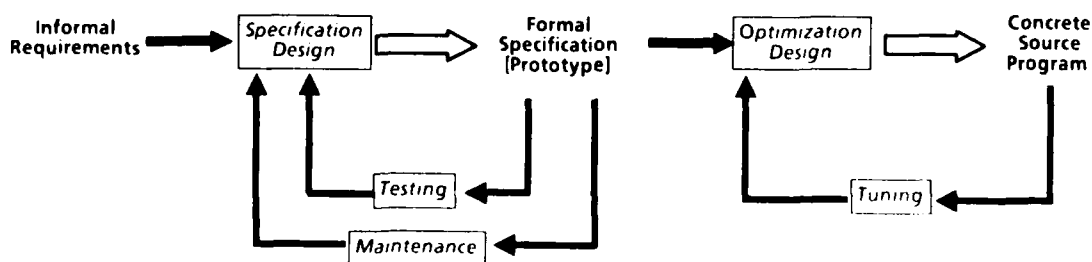 Informal
Requirements
Specification
Design
Formal
Specification
[Prototype]
Optimization
Design
Concrete
Source
Program
Testing
Maintenance
Tuning